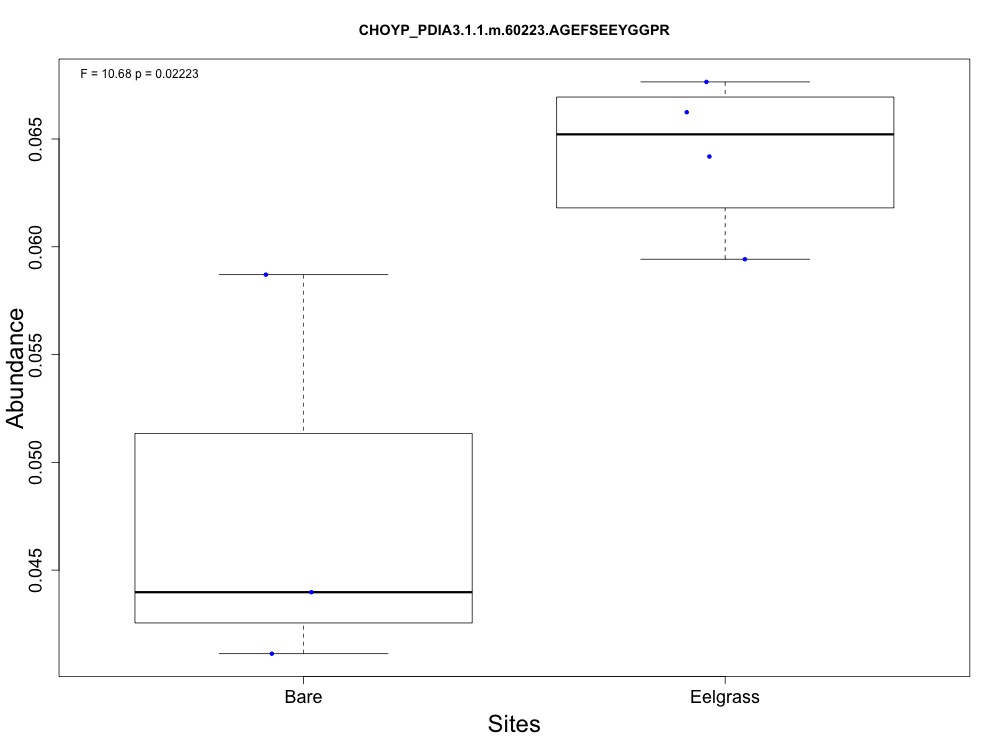 CHOYP_PDIA3.1.1.m.60223.AGEFSEEYGGPR
F = 10.68 p = 0.02223
Abundance
0.065
0.060
0.055
0.050
0.045
Bare
Eelgrass
Sites